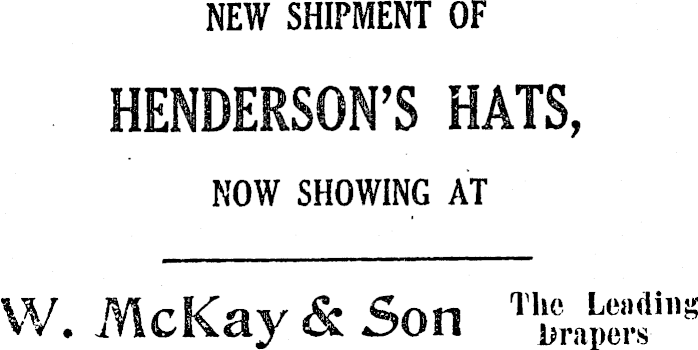 NEW SHIPMENT OF
HENDERSON'S HATS,
NOW SHOWING AT
W. McKay & Son
The Leading
Drapers